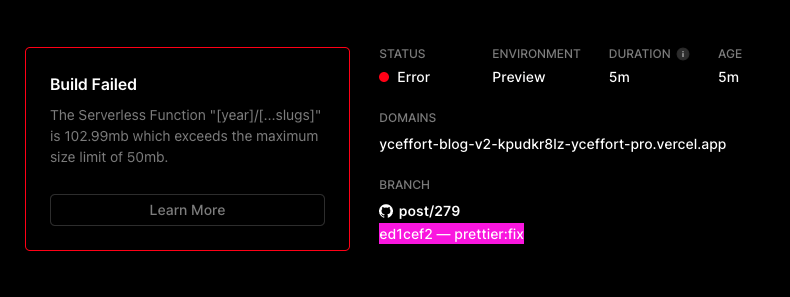 Build Failed
The Serverless Function "[year]/[...slugs]"
is 102.99mb which exceeds the maximum
size limit of 50mb.
Learn More
STATUS ENVIRONMENT DURATION i AGE
Error Preview 5m 5m
DOMAINS
yceffort-blog-v2-kpudkr8lz-yceffort-pro.vercel.app
BRANCH
post/279
ed1cef2 — prettier:fix